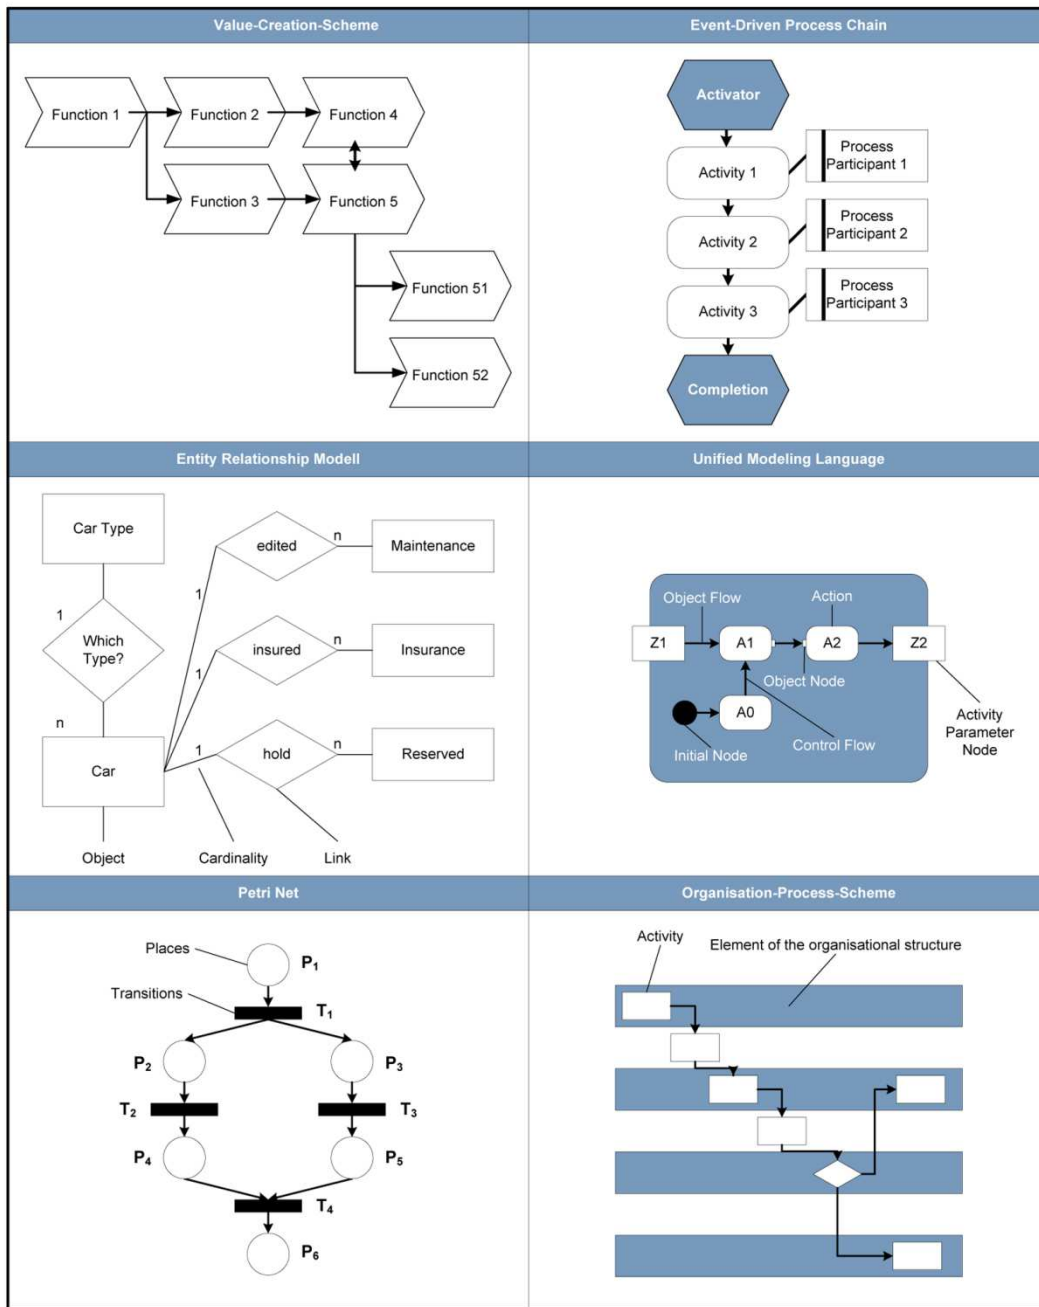 Value-Creation-Scheme
Function 1
Function 2
Function 4
Function 3
Function 5
Function 51
Function 52
Event-Driven Process Chain
Activator
Activity 1
Process
Participant 1
Activity 2
Process
Participant 2
Activity 3
Process
Participant 3
Completion
Entity Relationship Modell
Car Type
1
Which
Type?
n
Car
Object
1
edited
n
Maintenance
1
insured
n
Insurance
1
hold
n
Reserved
Cardinality
Link
Unified Modeling Language
Object Flow
Action
Z1
A1
A2
Z2
Object Node
A0
Initial Node
Control Flow
Activity
Parameter
Node
Petri Net
Places
P1
Transitions
T1
P2
P3
T2
T3
P4
P5
T4
P6
Organisation-Process-Scheme
Activity
Element of the organisational structure